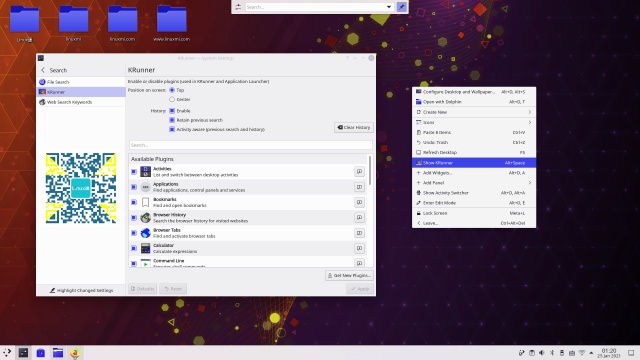 Search...
linuxmi
linuxmi.com
www.linuxmi.com
KRunner — System Settings
Search
KRunner
File Search
KRunner
Web Search Keywords
Enable or disable plugins (used in KRunner and Application Launcher)
Position on screen:
Top
Center
History:
Enable
Retain previous search
Activity aware (previous search and history)
Clear History
Search...
Available Plugins
Activities
List and switch between desktop activities
Applications
Find applications, control panels and services
Bookmarks
Find and open bookmarks
Browser History
Search the browser history for visited websites
Browser Tabs
Find and activate browser tabs
Calculator
Calculate expressions
Command Line
Get New Plugins...
Highlight Changed Settings
Defaults
Reset
Apply
Configure Desktop and Wallpaper... Alt+D, Alt+S
Open with Dolphin Alt+D, T
Create New
Icons
Paste 8 Items Ctrl+V
Undo: Trash Ctrl+Z
Refresh Desktop F5
Show KRunner Alt+Space
Add Widgets... Alt+D, A
Add Panel
Show Activity Switcher Alt+D, Alt+A
Enter Edit Mode Alt+D, E
Lock Screen Meta+L
Leave... Ctrl+Alt+Del
01:20
23 Jan 2021